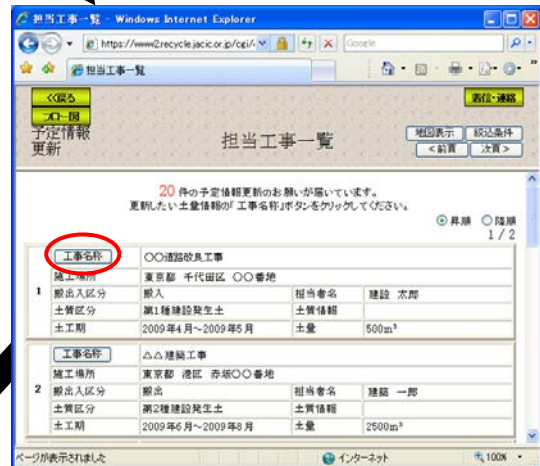 担当工事一覧 - Windows Internet Explorer
https://www2.recycle.jacic.or.jp/cgi/
Google
担当工事一覧
<<戻る
フロー図
着信・連絡
予定情報
更新
担当工事一覧
地図表示 絞込条件
<前頁 次頁>
20 件の予定情報更新のお願いが届いています。
更新したい土量情報の「工事名称」ボタンをクリックしてください。
昇順 降順
1 / 2
1
工事名称 〇〇道路改良工事
施工場所 東京都 千代田区 〇〇番地
搬出入区分 搬入 担当者名 建設 太郎
土質区分 第1種建設発生土 土質情報
土工期 2009年4月～2009年5月 土量 500m³
2
工事名称 △△建築工事
施工場所 東京都 港区 赤坂〇〇番地
搬出入区分 搬出 担当者名 建築 一郎
土質区分 第2種建設発生土 土質情報
土工期 2009年6月～2009年8月 土量 2500m³
ページが表示されました インターネット 100%